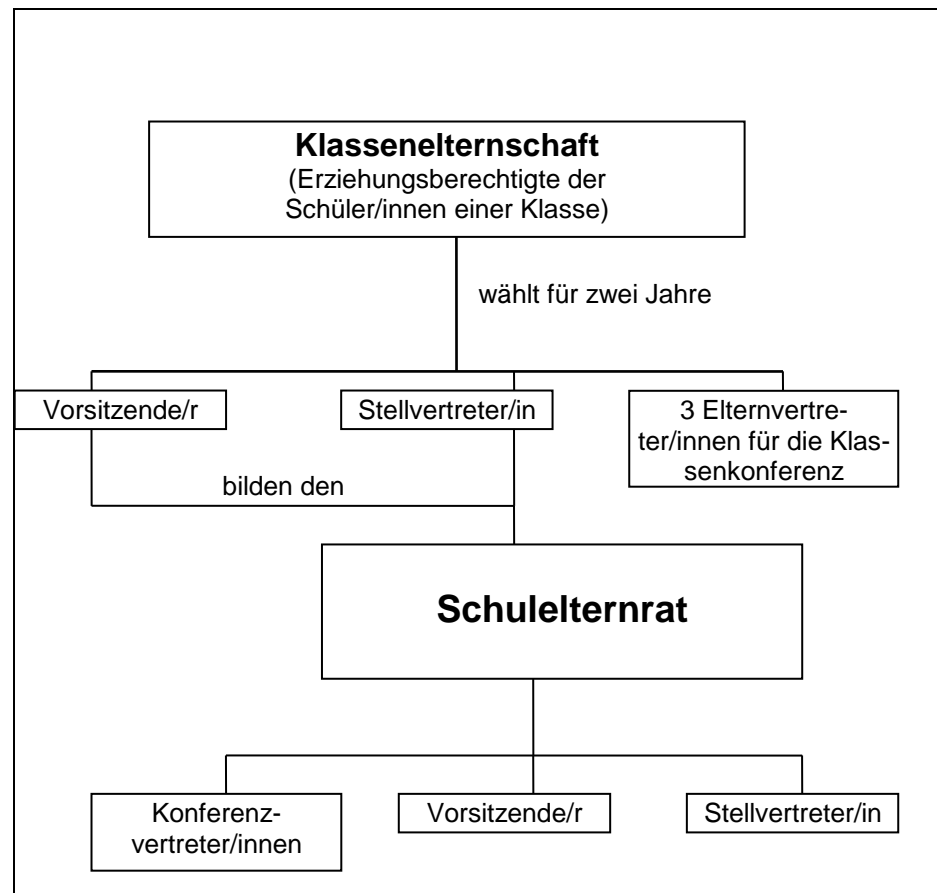 Klassenelternschaft
(Erziehungsberechtigte der
Schüler/innen einer Klasse)
wählt für zwei Jahre
Vorsitzende/r
Stellvertreter/in
3 Elternvertre-
ter/innen für die Klas-
senkonferenz
bilden den
Schulelternrat
Konferenz-
vertreter/innen
Vorsitzende/r
Stellvertreter/in